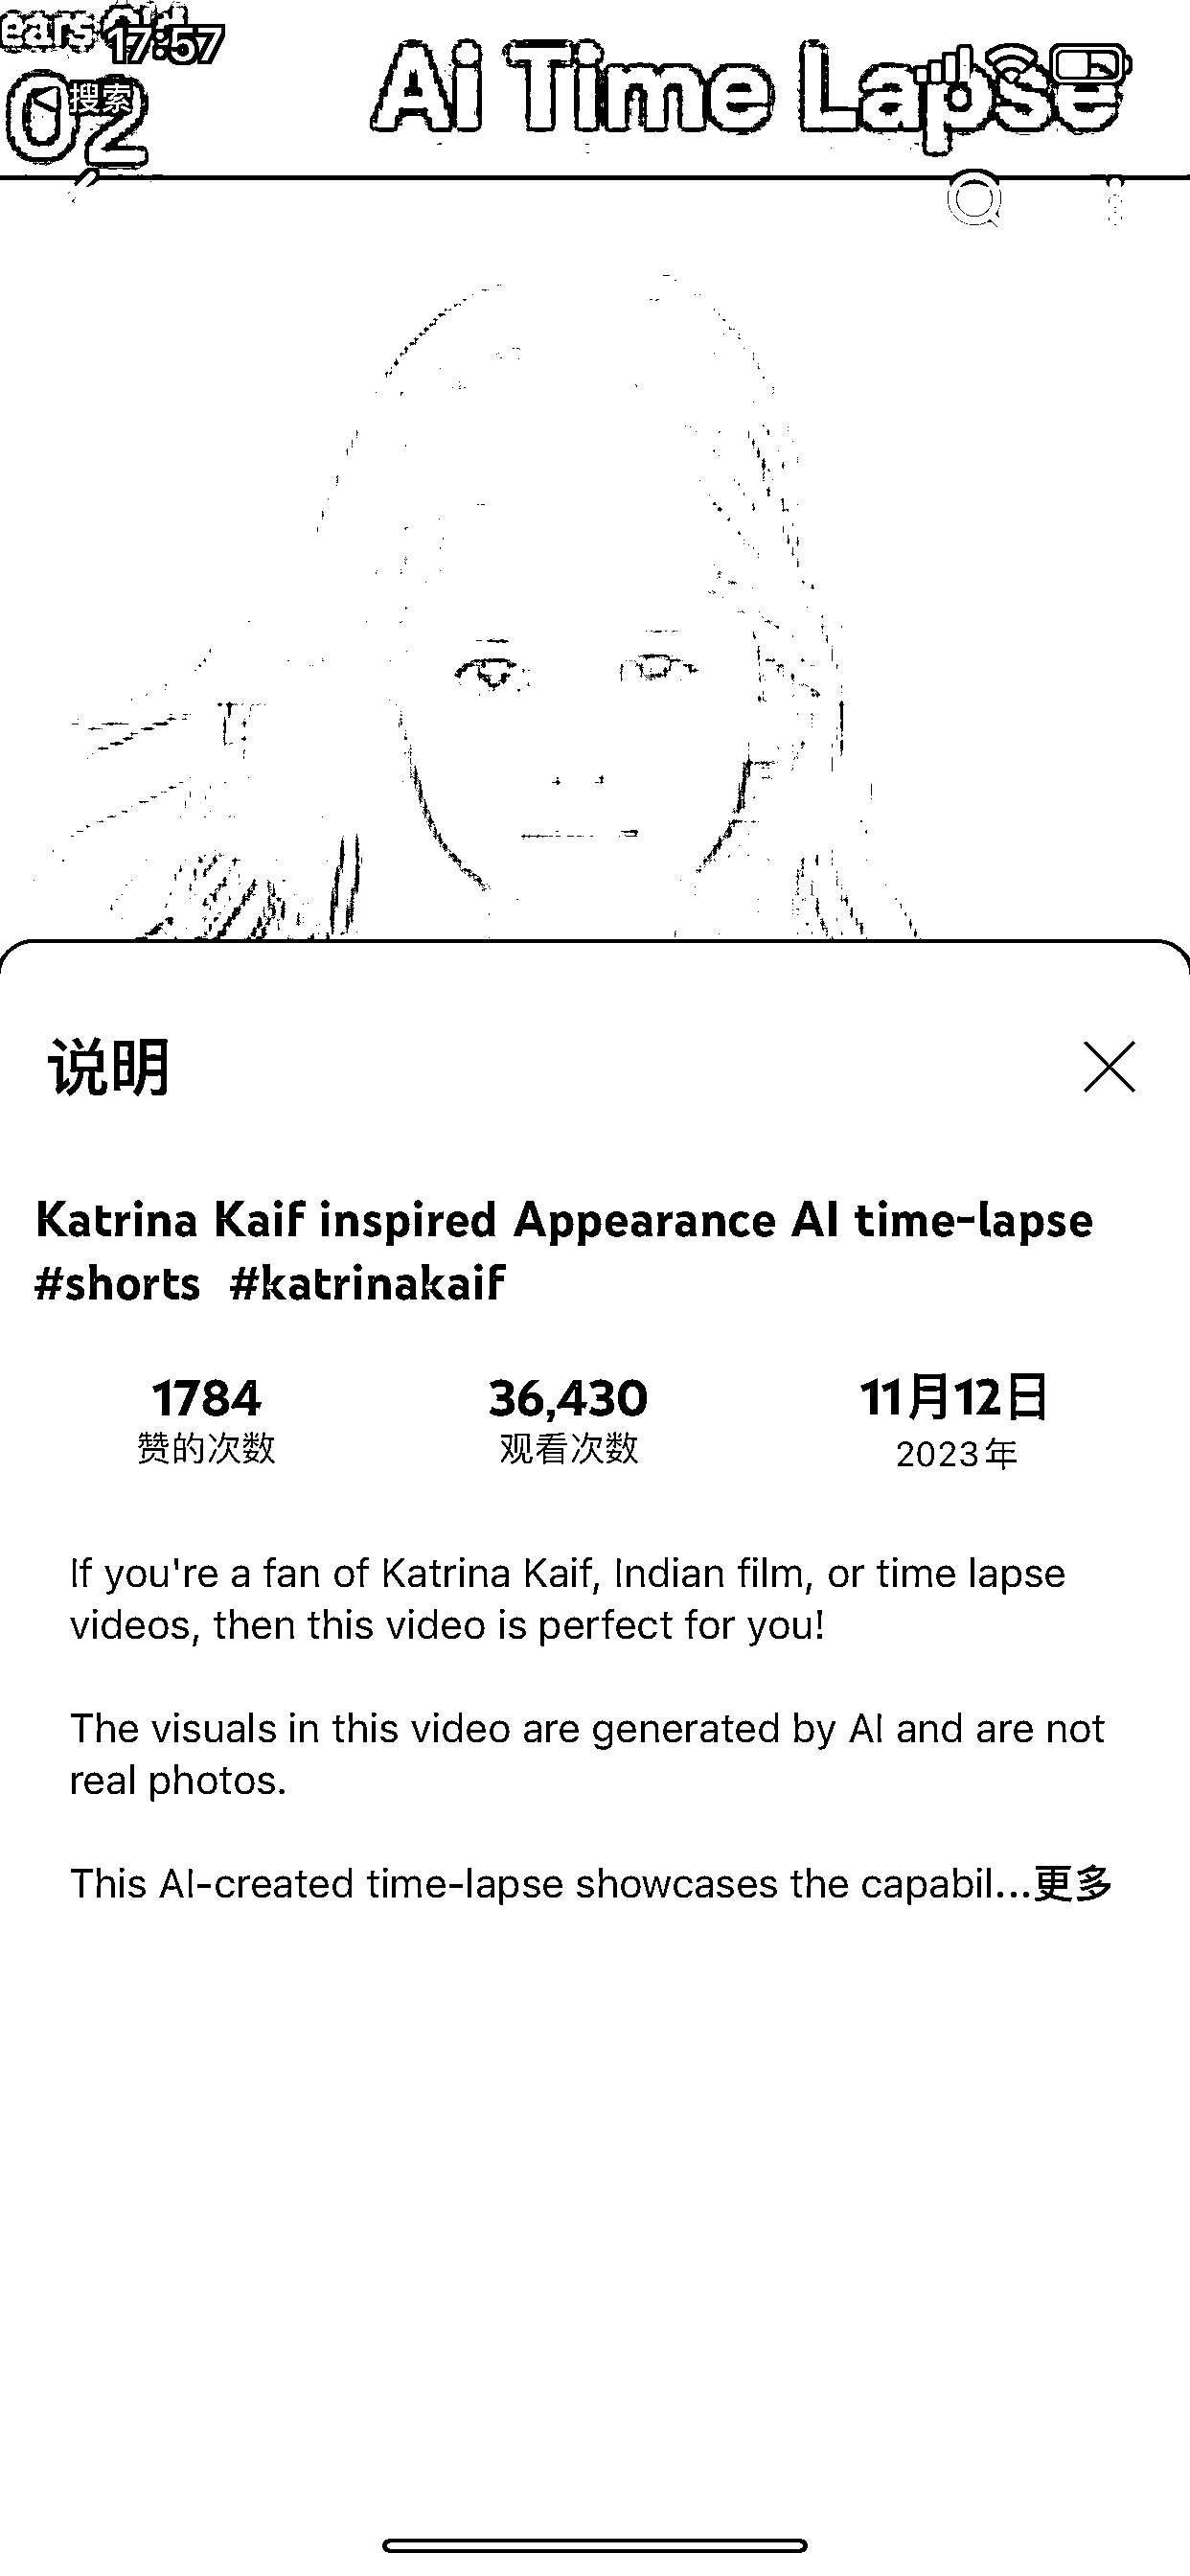 ears Old
17:57
02
搜索
Ai Time Lapse
说明
Katrina Kaif inspired Appearance AI time-lapse
#shorts #katrinakaif
1784
赞的次数
36,430
观看次数
11月12日
2023年
If you're a fan of Katrina Kaif, Indian film, or time lapse
videos, then this video is perfect for you!
The visuals in this video are generated by AI and are not
real photos.
This AI-created time-lapse showcases the capabil...更多